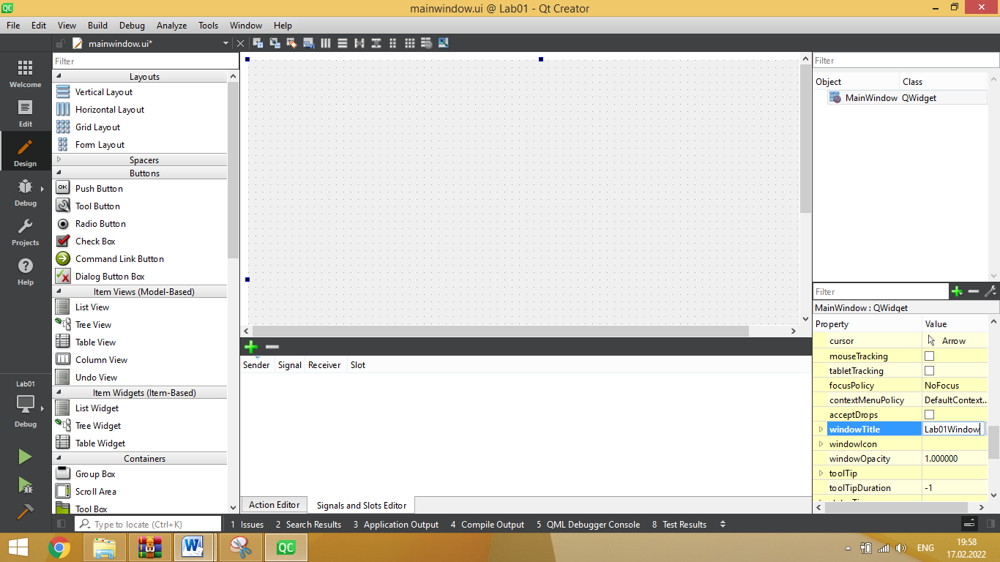 QC
mainwindow.ui @ Lab01 - Qt Creator
File Edit View Build Debug Analyze Tools Window Help
mainwindow.ui*
Welcome
Edit
Design
Debug
Projects
Help
Lab01
Debug
Filter
Layouts
Vertical Layout
Horizontal Layout
Grid Layout
Form Layout
Spacers
Buttons
OK Push Button
Tool Button
Radio Button
Check Box
Command Link Button
Dialog Button Box
Item Views (Model-Based)
List View
Tree View
Table View
Column View
Undo View
Item Widgets (Item-Based)
List Widget
Tree Widget
Table Widget
Containers
Group Box
Scroll Area
Tool Box
Sender Signal Receiver Slot
Action Editor Signals and Slots Editor
Filter
Object Class
MainWindow QWidget
Filter
MainWindow : QWidget
Property Value
cursor Arrow
mouseTracking
tabletTracking
focusPolicy NoFocus
contextMenuPolicy DefaultContext...
acceptDrops
windowTitle Lab01Window
windowIcon
windowOpacity 1.000000
toolTip
toolTipDuration -1
Type to locate (Ctrl+K) 1 Issues 2 Search Results 3 Application Output 4 Compile Output 5 QML Debugger Console 8 Test Results
W QC ENG 19:58
17.02.2022